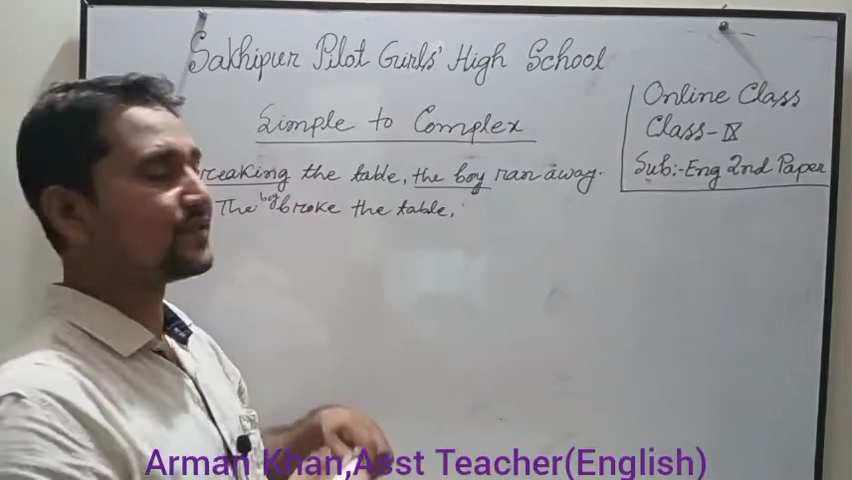 Sakhipur Pilot Girls' High School
Simple to Complex
Breaking the table, the boy ran away.
The boy broke the table,
Online Class
Class-IX
Sub:-Eng 2nd Paper
Arman Khan,Asst Teacher(English)